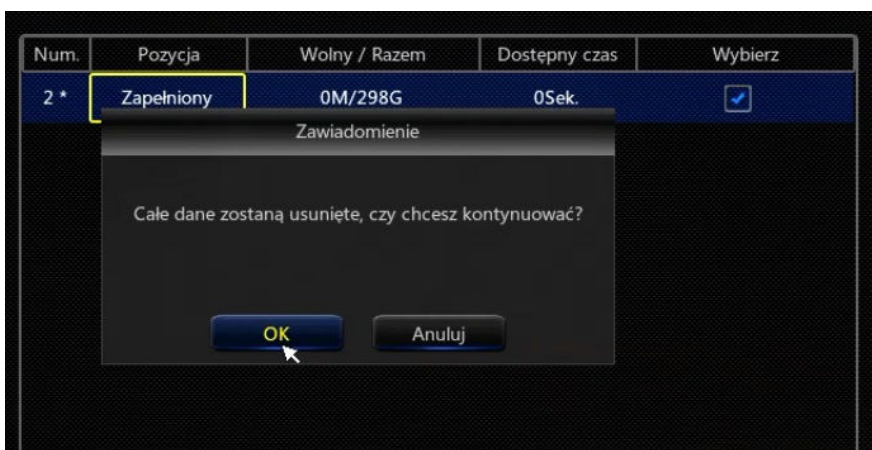 Num. Pozycja Wolny / Razem Dostępny czas Wybierz
2 * Zapełniony 0M/298G 0Sek.
Zawiadomienie
Całe dane zostaną usunięte, czy chcesz kontynuować?
OK Anuluj